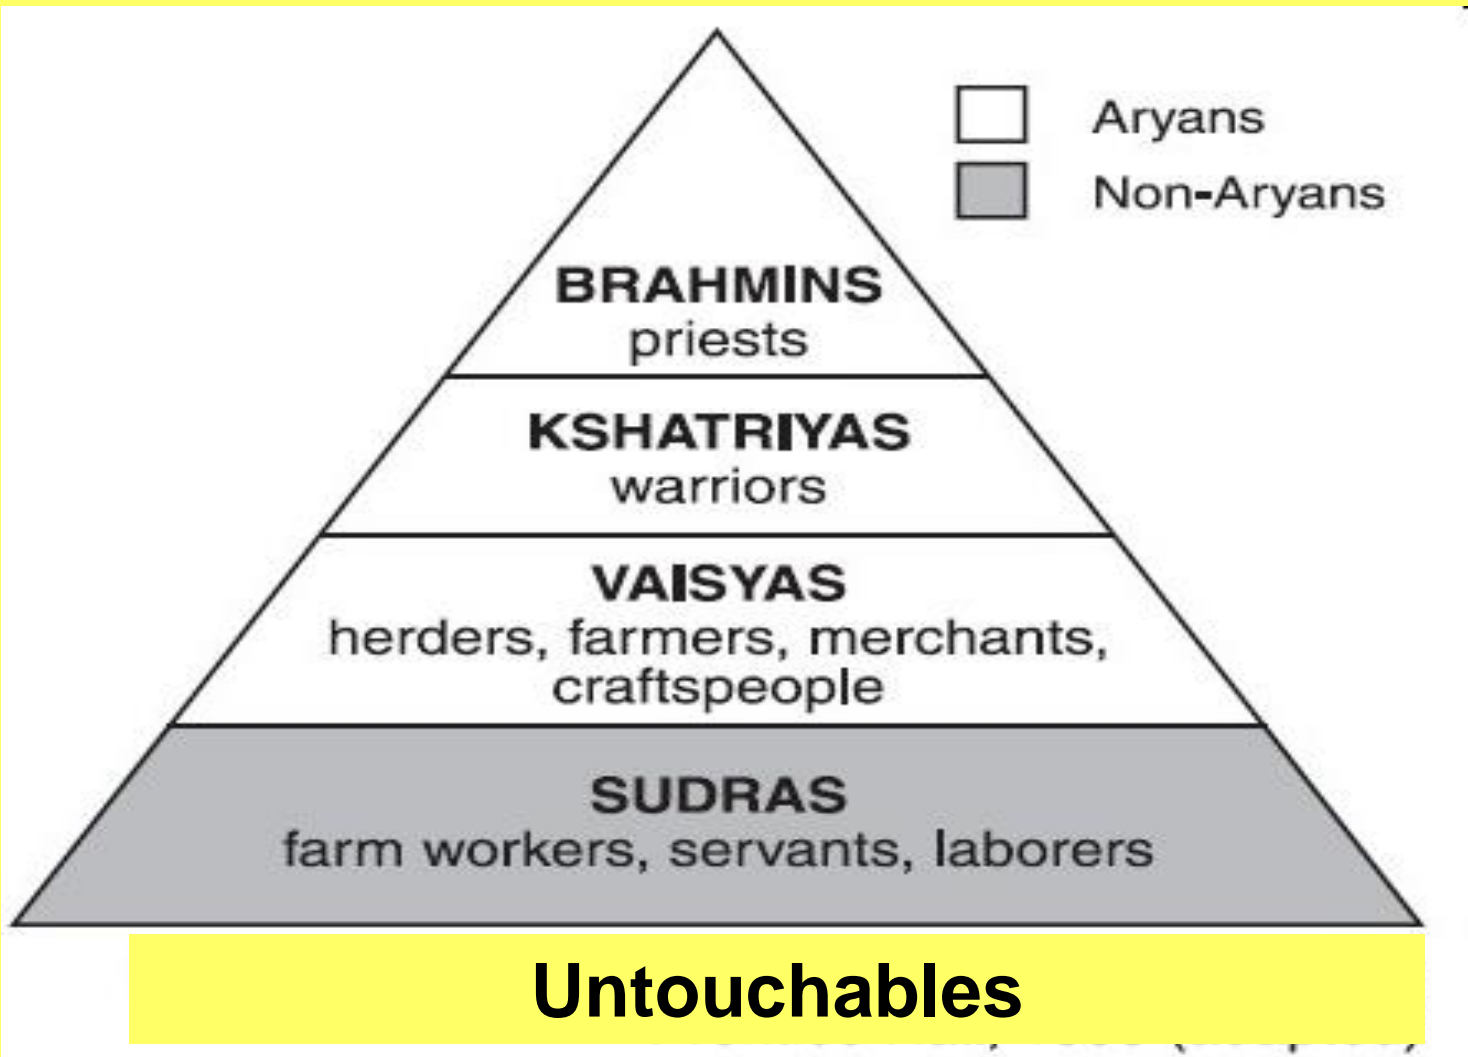 Aryans
Non-Aryans
BRAHMINS
priests
KSHATRIYAS
warriors
VAISYAS
herders, farmers, merchants,
craftspeople
SUDRAS
farm workers, servants, laborers
Untouchables